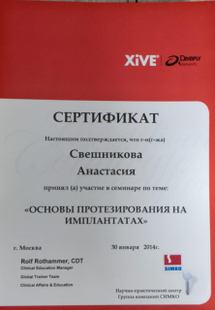 XiVE® DENTSPLY
СЕРТИФИКАТ
Настоящим подтверждается, что г-н(г-жа)
Свешникова
Анастасия
принял (а) участие в семинаре по теме:
«ОСНОВЫ ПРОТЕЗИРОВАНИЯ НА
ИМПЛАНТАТАХ»
г. Москва 30 января 2014г.
Rolf Rothammer, CDT
Clinical Education Manager
Global Trainer Team
Clinical Affairs & Education
SIMKO
Научно-практический центр
Группа компаний СИМКО